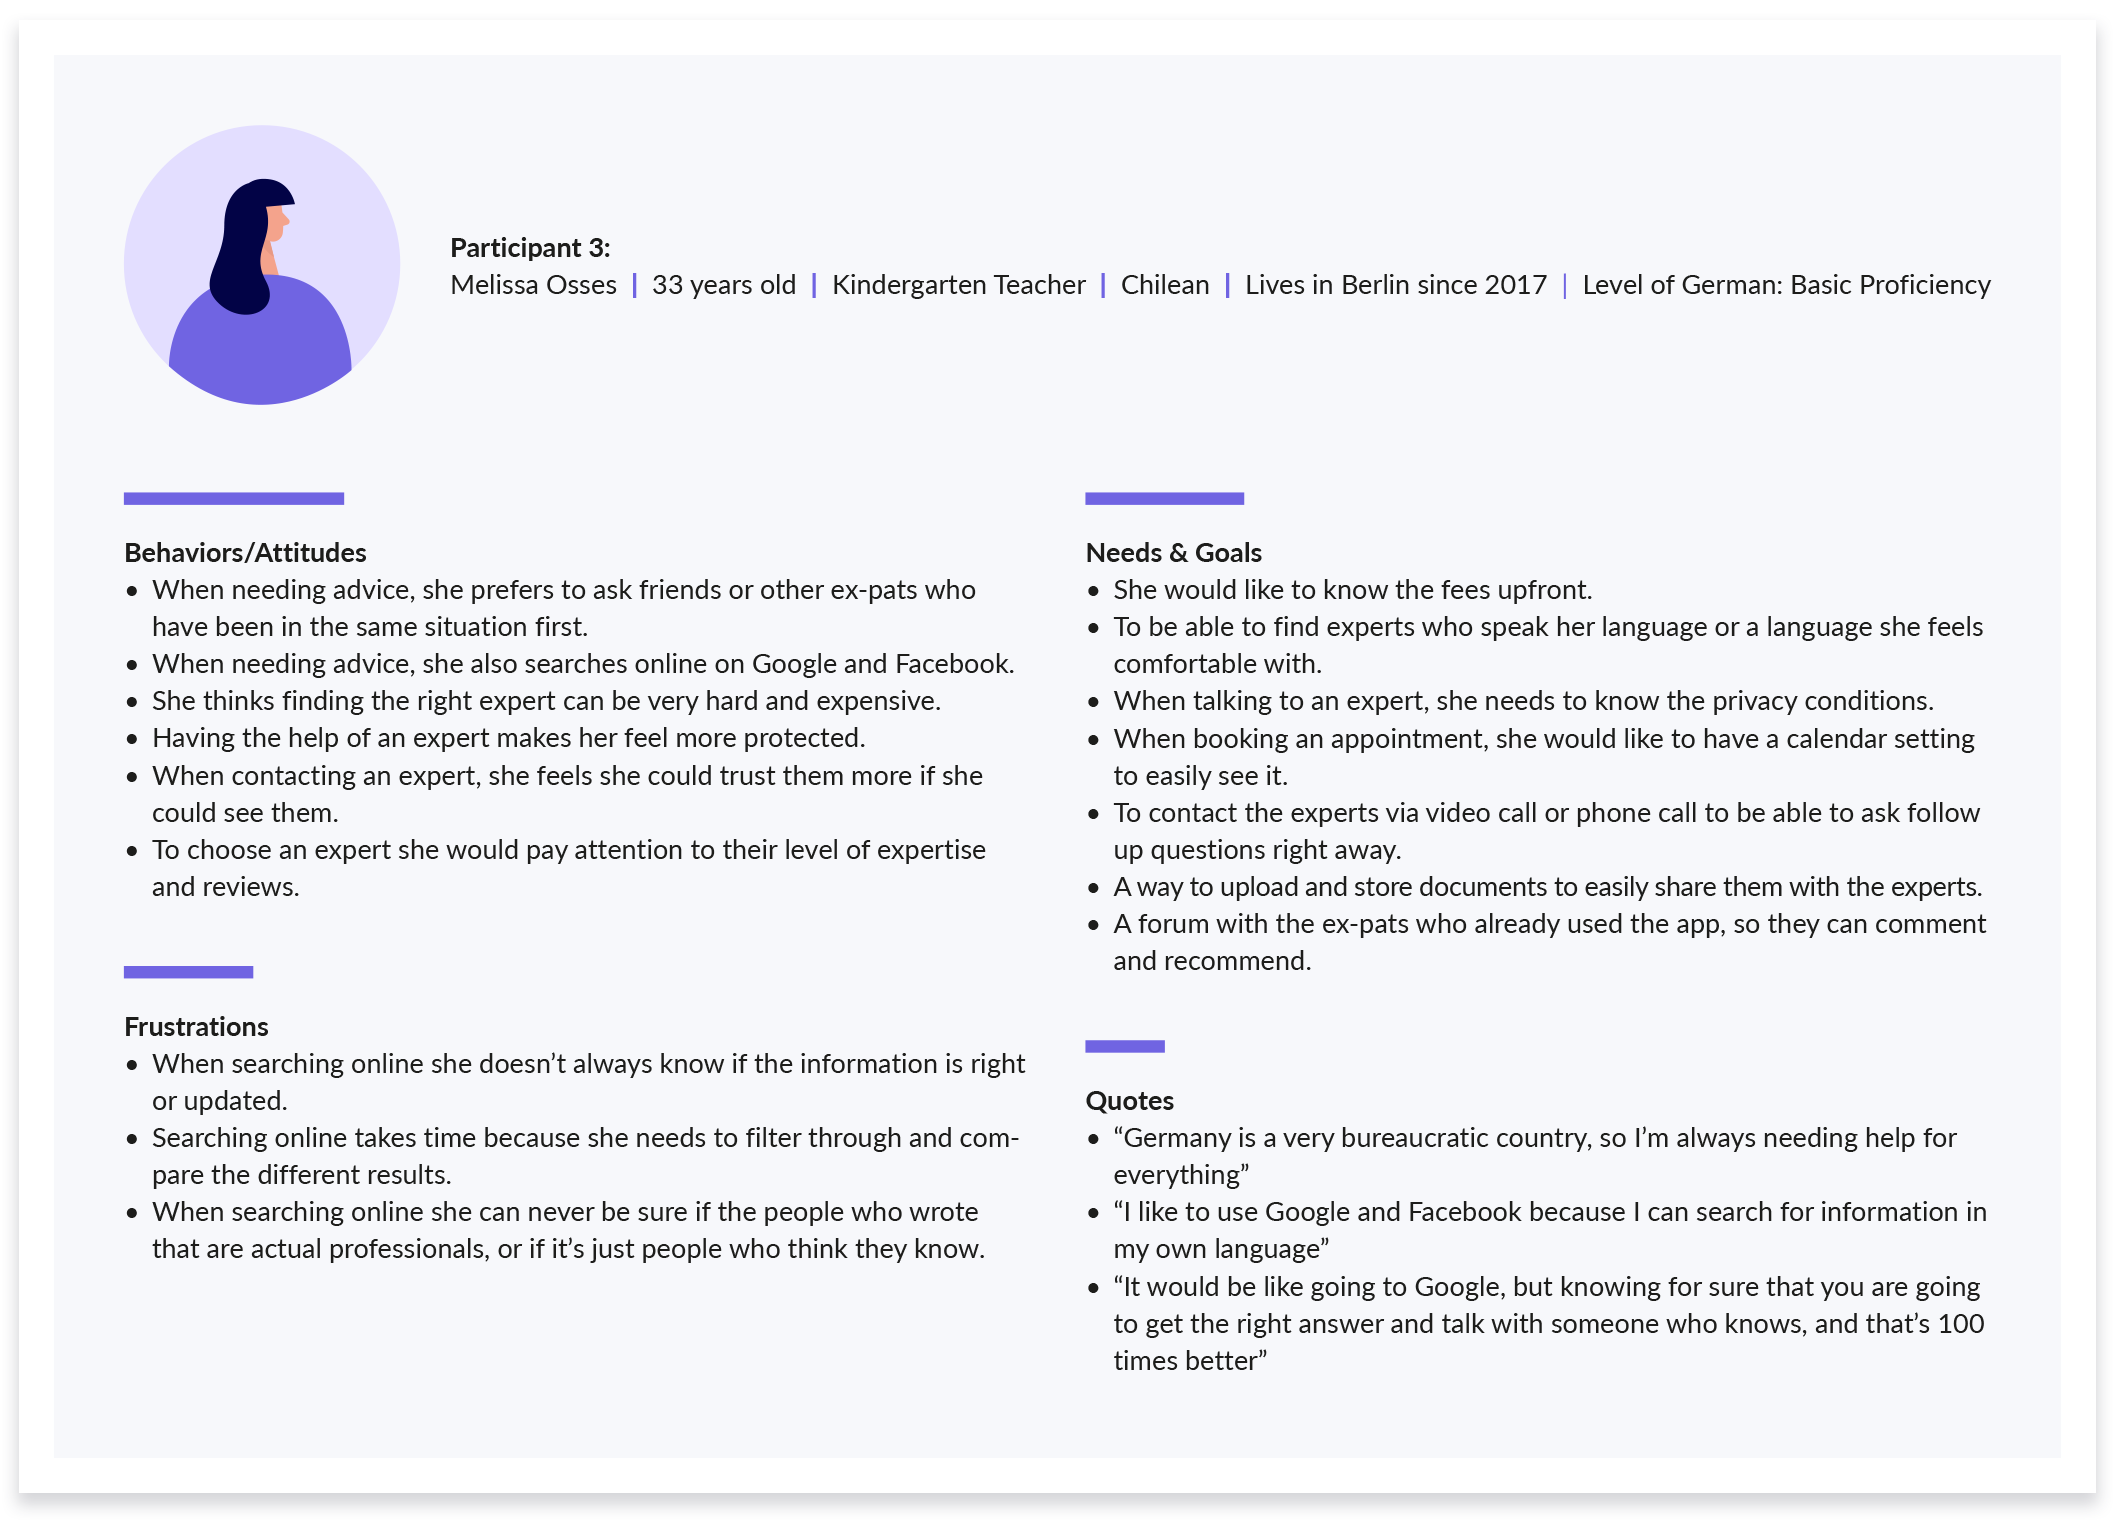 Participant 3:
Melissa Osses | 33 years old | Kindergarten Teacher | Chilean | Lives in Berlin since 2017 | Level of German: Basic Proficiency
Behaviors/Attitudes
• When needing advice, she prefers to ask friends or other ex-pats who
have been in the same situation first.
• When needing advice, she also searches online on Google and Facebook.
• She thinks finding the right expert can be very hard and expensive.
• Having the help of an expert makes her feel more protected.
• When contacting an expert, she feels she could trust them more if she
could see them.
• To choose an expert she would pay attention to their level of expertise
and reviews.
Frustrations
• When searching online she doesn’t always know if the information is right
or updated.
• Searching online takes time because she needs to filter through and com-
pare the different results.
• When searching online she can never be sure if the people who wrote
that are actual professionals, or if it’s just people who think they know.
Needs & Goals
• She would like to know the fees upfront.
• To be able to find experts who speak her language or a language she feels
comfortable with.
• When talking to an expert, she needs to know the privacy conditions.
• When booking an appointment, she would like to have a calendar setting
to easily see it.
• To contact the experts via video call or phone call to be able to ask follow
up questions right away.
• A way to upload and store documents to easily share them with the experts.
• A forum with the ex-pats who already used the app, so they can comment
and recommend.
Quotes
• “Germany is a very bureaucratic country, so I’m always needing help for
everything”
• “I like to use Google and Facebook because I can search for information in
my own language”
• “It would be like going to Google, but knowing for sure that you are going
to get the right answer and talk with someone who knows, and that’s 100
times better”